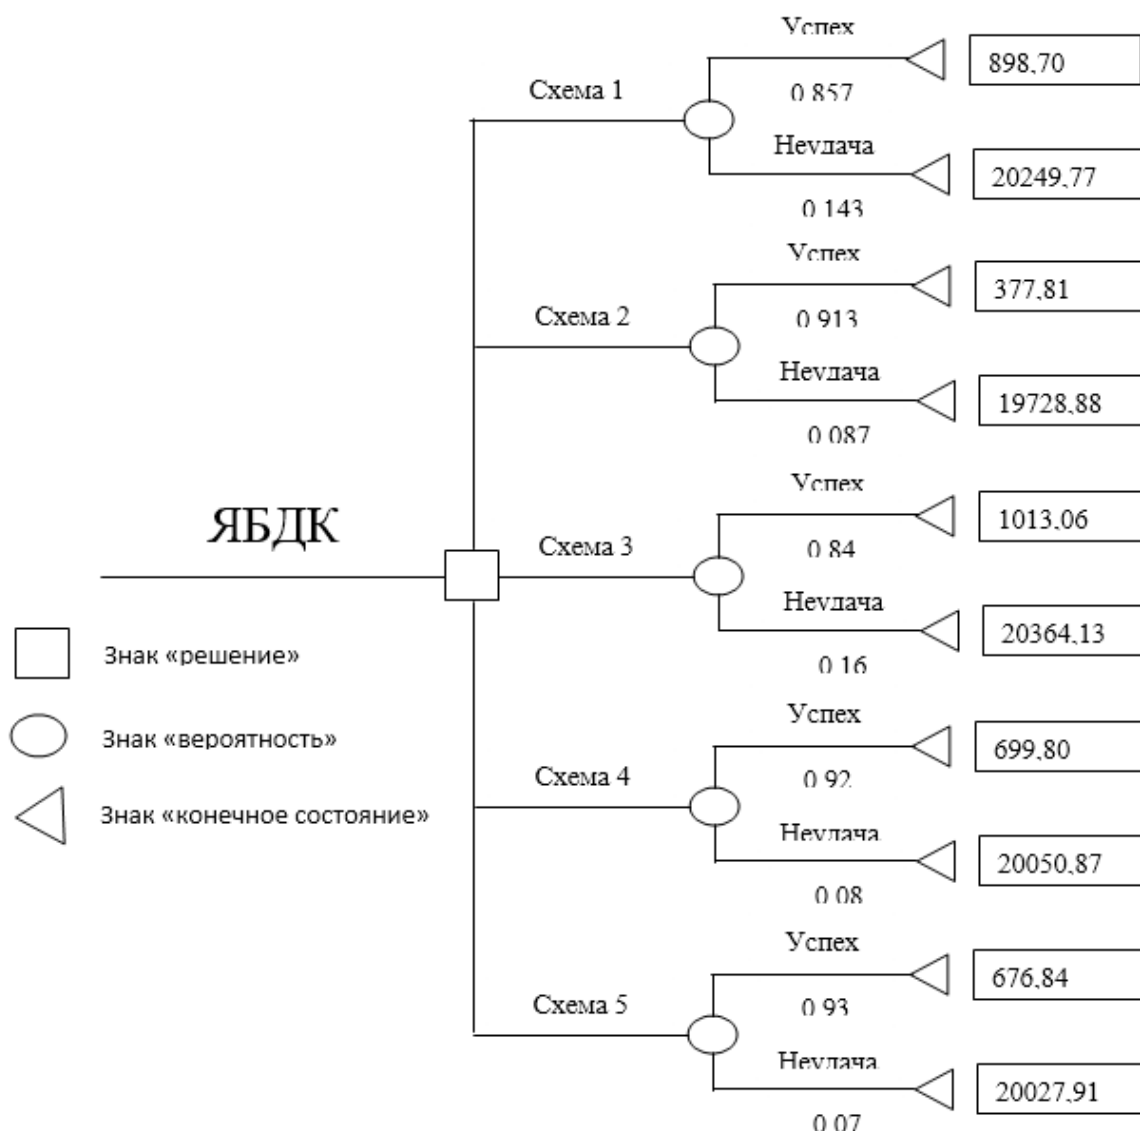 Успех
898,70
Схема 1
0.857
Неудача
20249,77
0.143
Успех
377,81
Схема 2
0.913
Неудача
19728,88
0.087
Успех
1013,06
ЯБДК
Схема 3
0.84
Неудача
20364,13
0.16
Знак «решение»
Успех
699,80
Знак «вероятность»
Схема 4
0.92
Знак «конечное состояние»
Неудача
20050,87
0.08
Успех
676,84
Схема 5
0.93
Неудача
20027,91
0.07